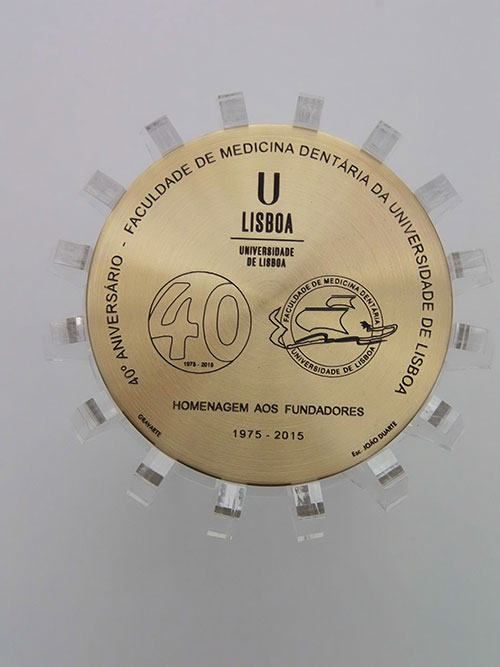 40º ANIVERSÁRIO - FACULDADE DE MEDICINA DENTÁRIA DA UNIVERSIDADE DE LISBOA
U
LISBOA
UNIVERSIDADE
DE LISBOA
40
1975 - 2015
FACULDADE DE MEDICINA DENTÁRIA
UNIVERSIDADE DE LISBOA
HOMENAGEM AOS FUNDADORES
1975 - 2015
GRAVARTE
Esc. JOÃO DUARTE